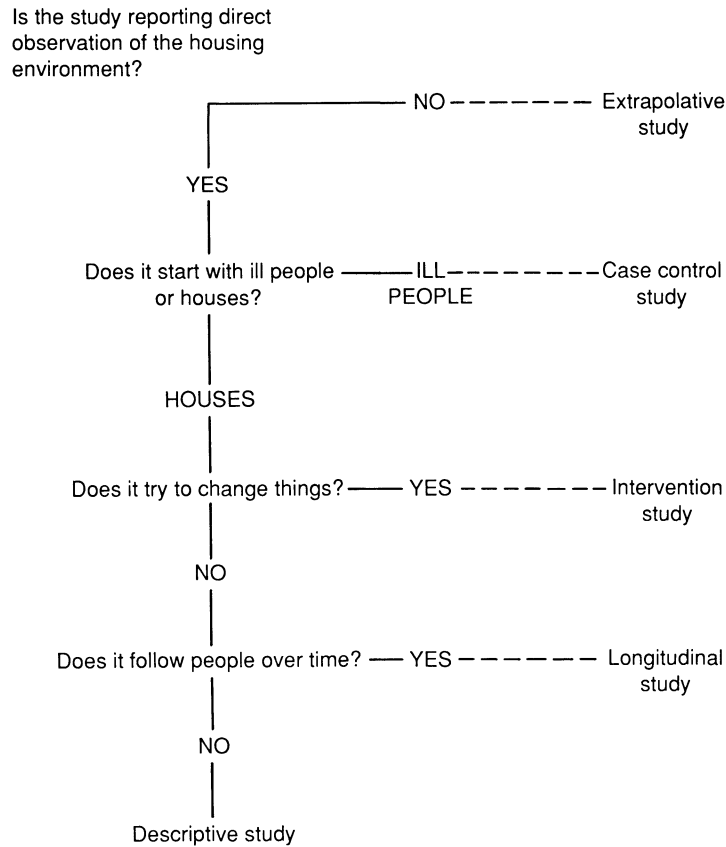 Is the study reporting direct
observation of the housing
environment?
NO
Extrapolative
study
YES
Does it start with ill people
or houses?
ILL
PEOPLE
Case control
study
HOUSES
Does it try to change things?
YES
Intervention
study
NO
Does it follow people over time?
YES
Longitudinal
study
NO
Descriptive study